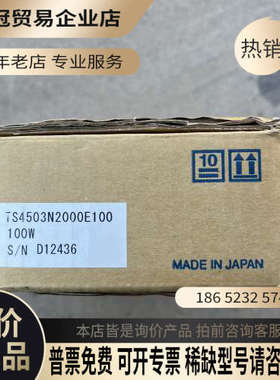 冠贸易企业店
热销
年老店 专业服务
10
TS4503N2000E100
100W
S/N D12436
MADE IN JAPAN
186 5232 574
价
品
本店皆是询价产品 拍前咨询客服
票免费 可开专票 稀缺型号请咨